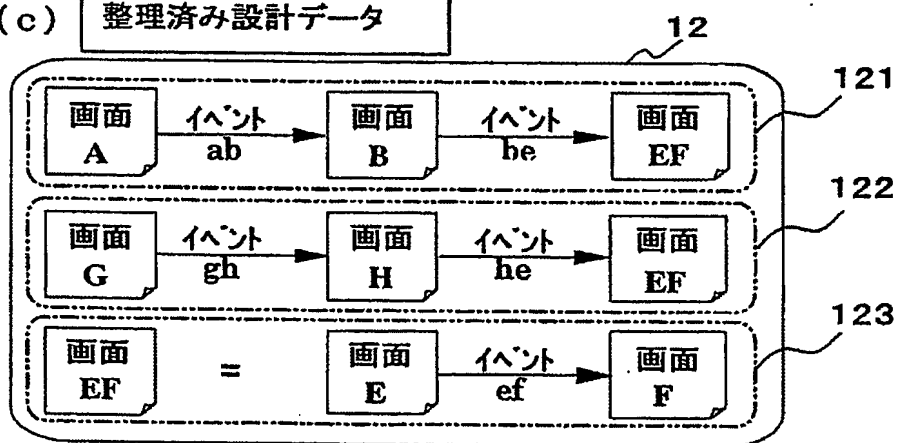 (c) 整理済み設計データ
12
121
画面 A イベント ab 画面 B イベント be 画面 EF
122
画面 G イベント gh 画面 H イベント he 画面 EF
123
画面 EF = 画面 E イベント ef 画面 F